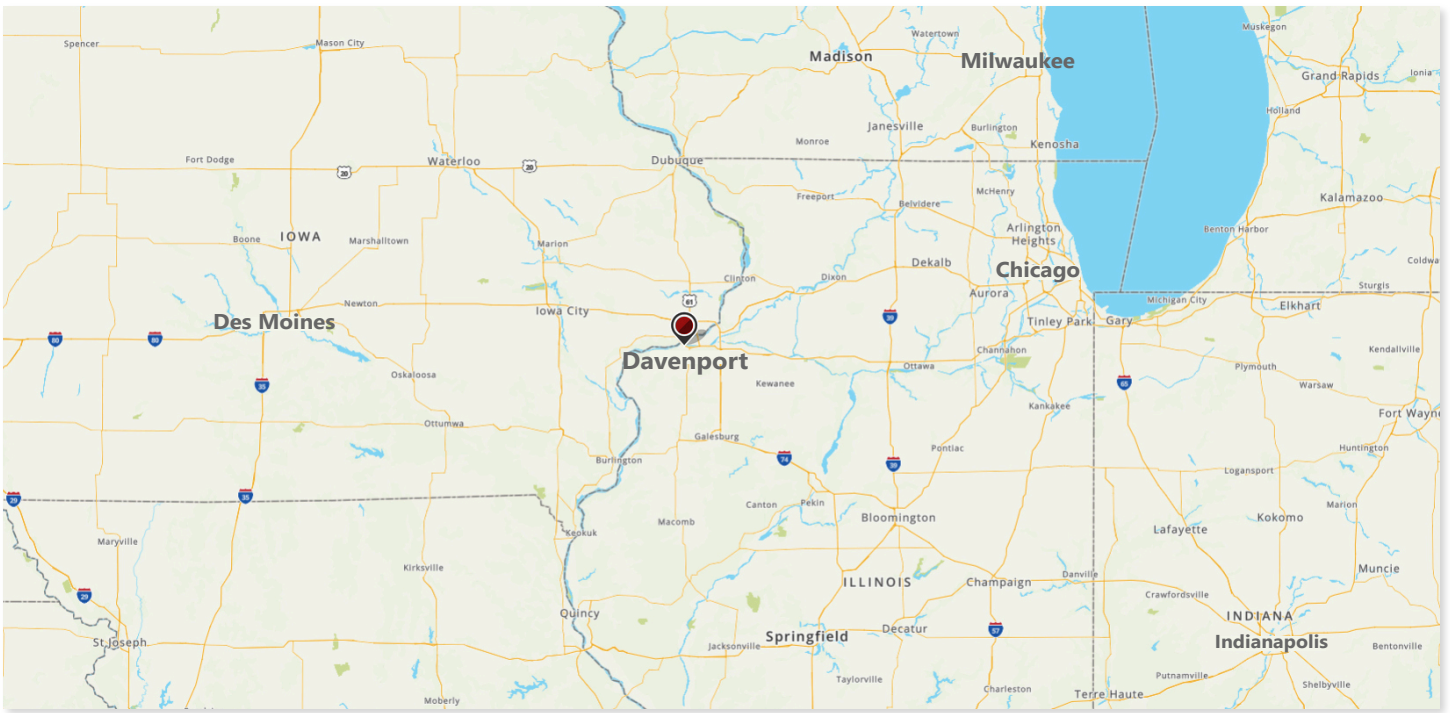 Spencer
Mason City
Madison
Watertown
Milwaukee
Muskegon
Grand Rapids
Ionia
Holland
Janesville
Burlington
Monroe
Kenosha
Fort Dodge
20
Waterloo
20
Dubuque
McHenry
Freeport
Belvidere
Kalamazoo
Boone
IOWA
Marshalltown
Marion
Arlington
Heights
Benton Harbor
Clinton
Dixon
Dekalb
Chicago
Coldwa
Newton
61
Iowa City
Aurora
Michigan City
Elkhart
Sturgis
Des Moines
39
Tinley Park
Gary
80
80
Davenport
Channahon
Kendallville
35
Oskaloosa
Kewanee
Ottawa
65
Plymouth
Warsaw
Kankakee
Fort Wayne
Ottumwa
Galesburg
Pontiac
Huntington
Burlington
74
39
Logansport
29
35
Canton
Pekin
Marion
Macomb
Bloomington
Lafayette
Kokomo
Maryville
Keokuk
Kirksville
ILLINOIS
Champaign
Danville
Muncie
29
Crawfordsville
Quincy
INDIANA
St Joseph
Springfield
Decatur
57
Indianapolis
Jacksonville
Bentonville
Taylorville
Putnamville
Charleston
Terre Haute
Shelbyville
Moberly